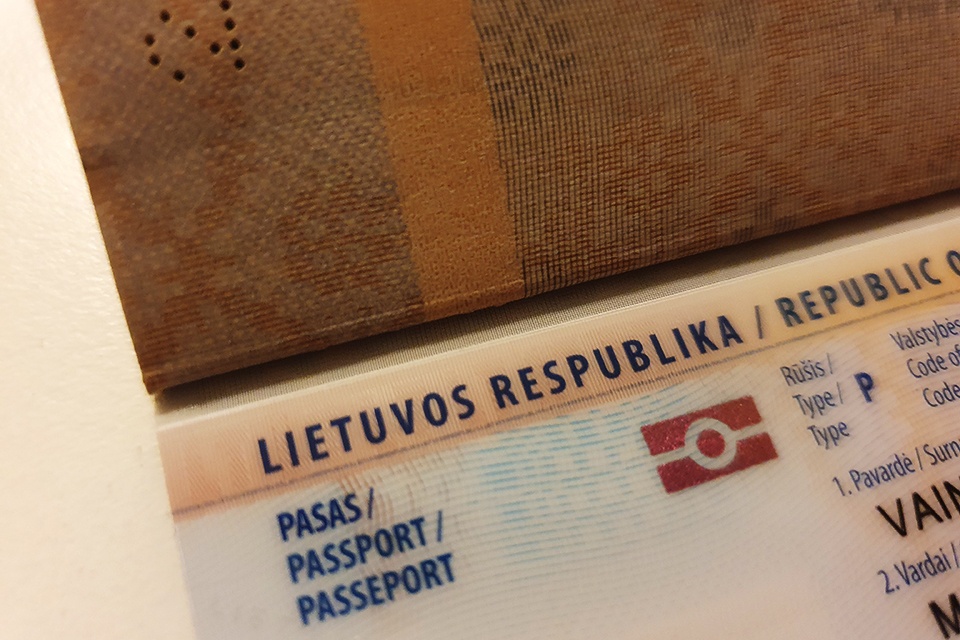 LIETUVOS RESPUBLIKA / REPUBLIC
PASAS /
PASSPORT /
PASSEPORT
Rūšis /
Type /
Type
P
Valstybės
Code of
Code
1. Pavardė / Surn
VAIN
2. Vardai /
M